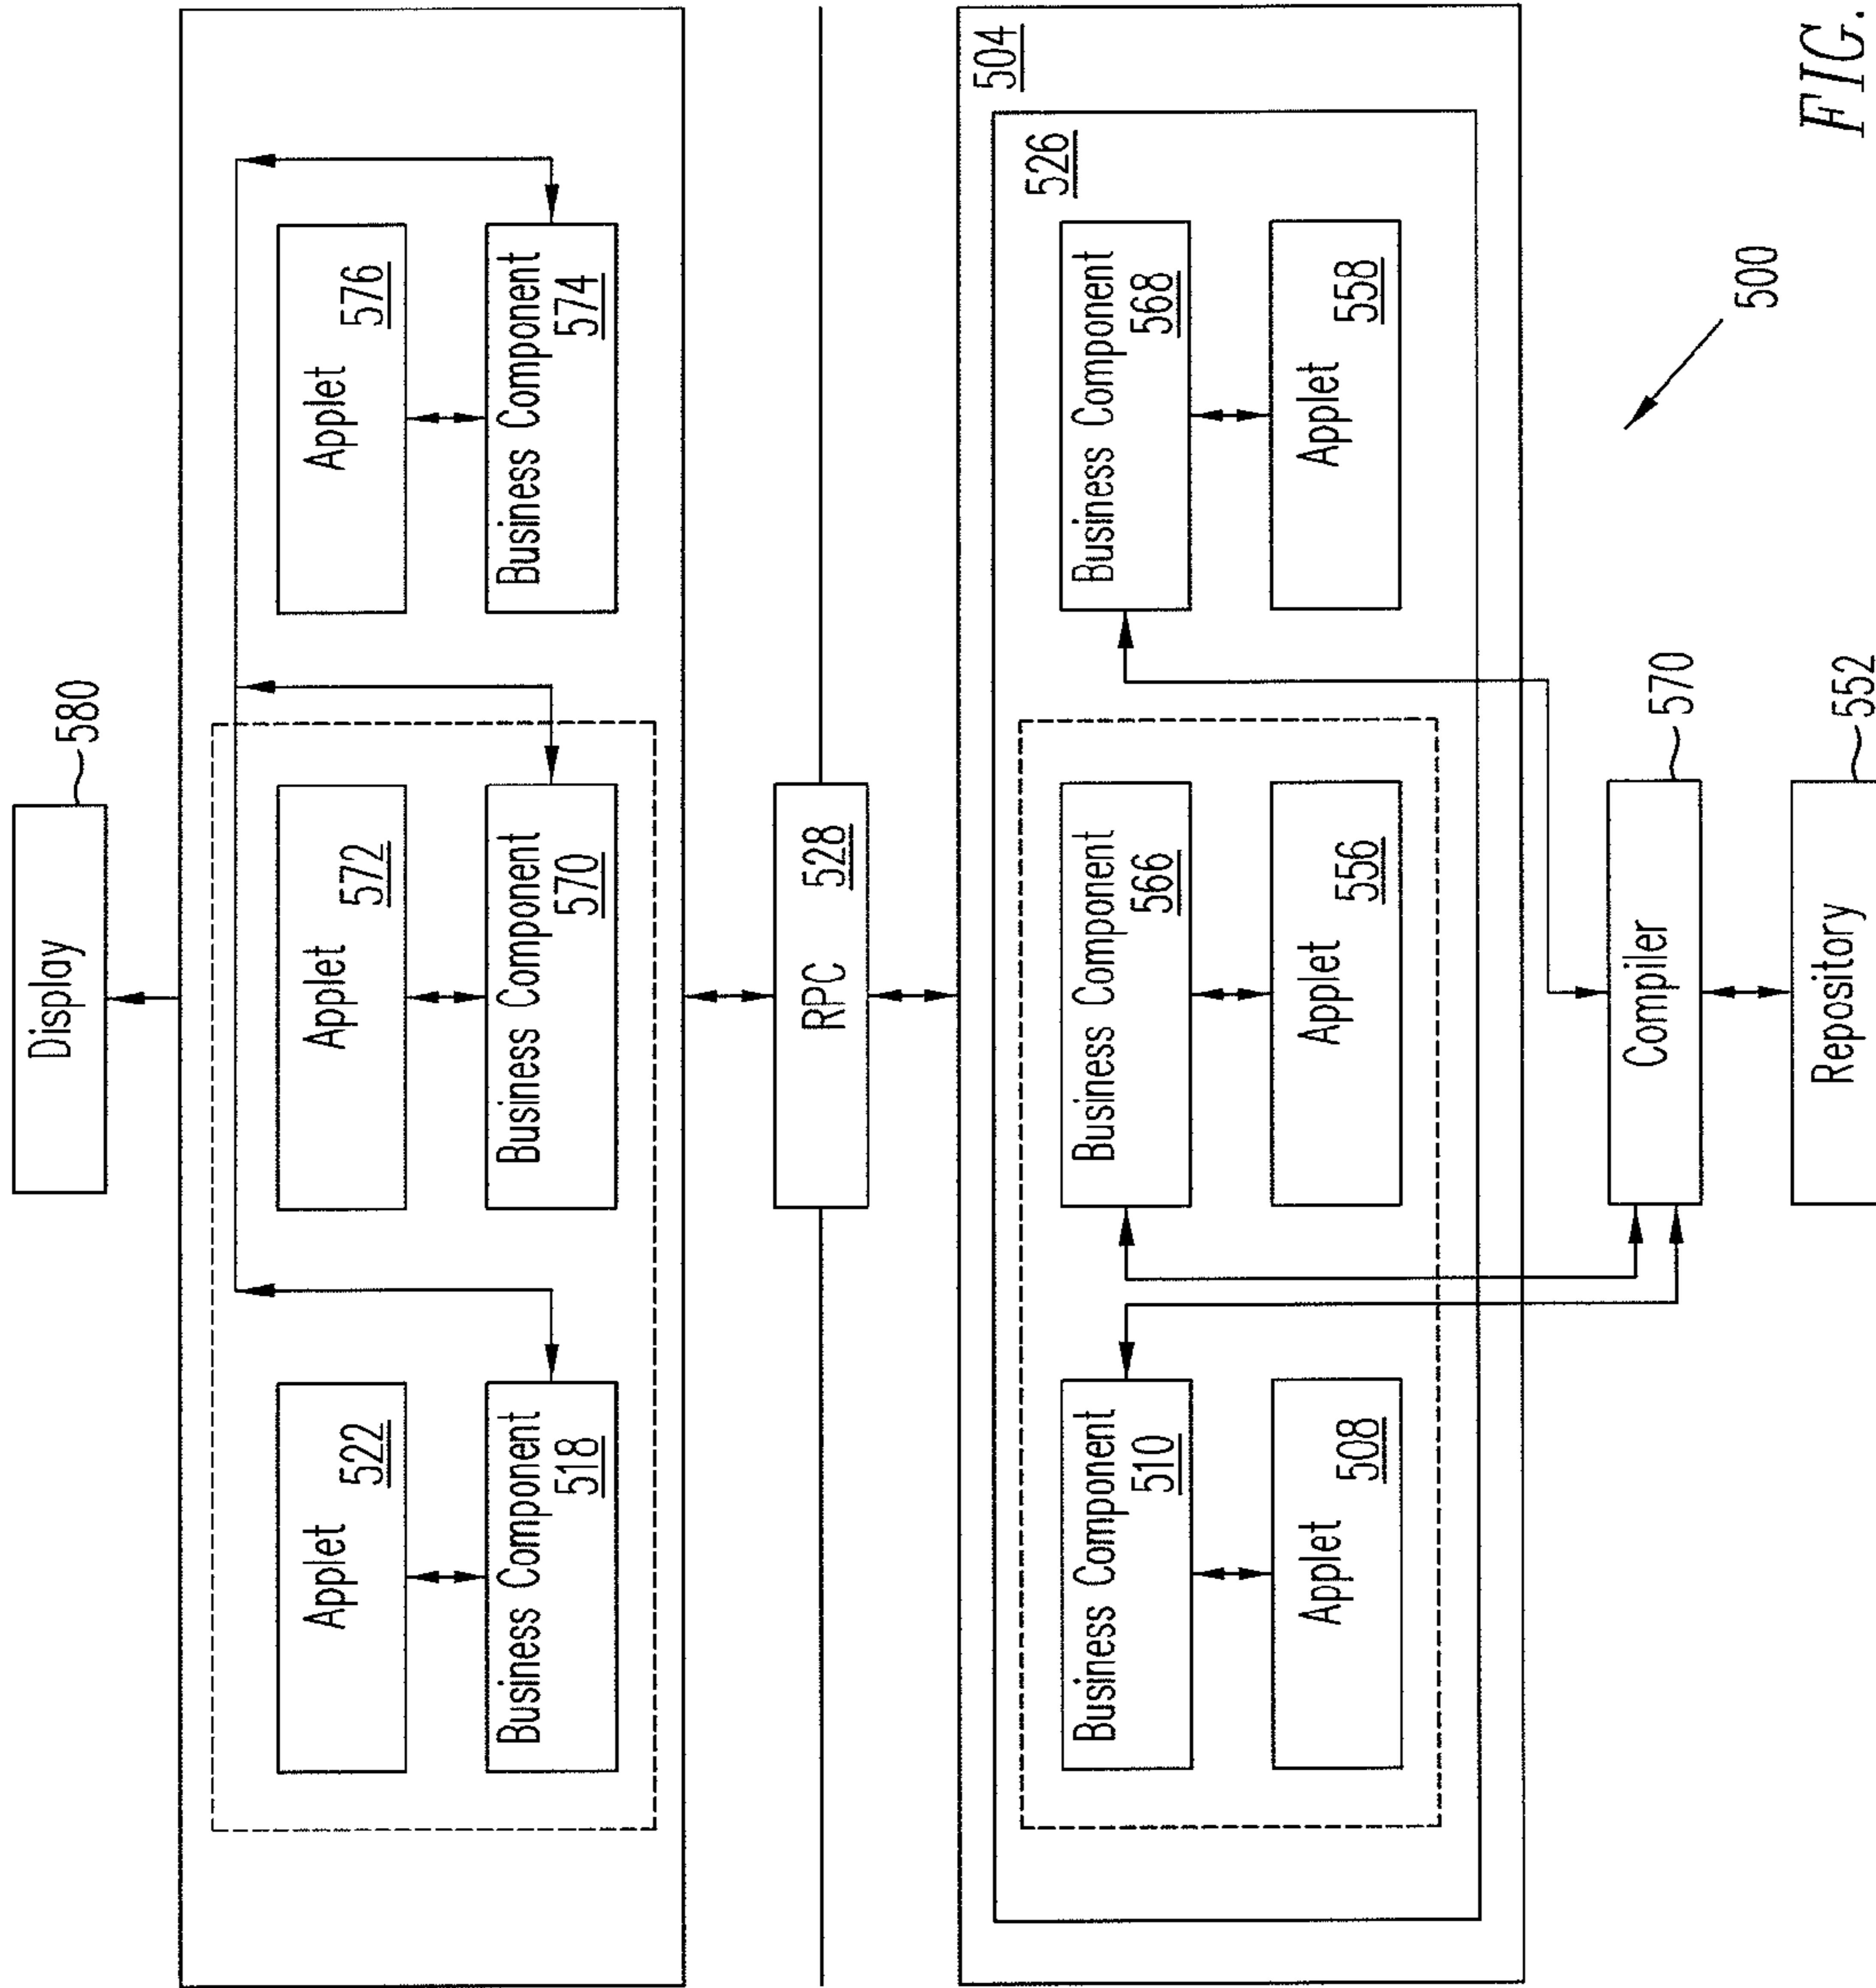 Display
580
Applet
522
Applet
572
Applet
576
Business Component
518
Business Component
570
Business Component
574
RPC
528
504
526
Business Component
510
Business Component
566
Business Component
568
Applet
508
Applet
556
Applet
558
Compiler
570
Repository
552
500
FIG.